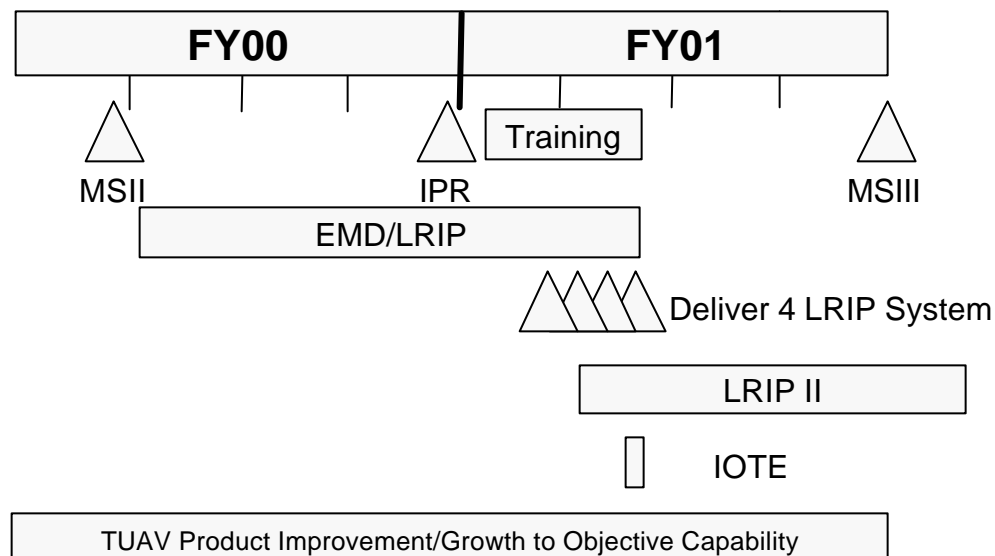 FY00 FY01
Training
MSII IPR MSIII
EMD/LRIP
Deliver 4 LRIP System
LRIP II
IOTE
TUAV Product Improvement/Growth to Objective Capability